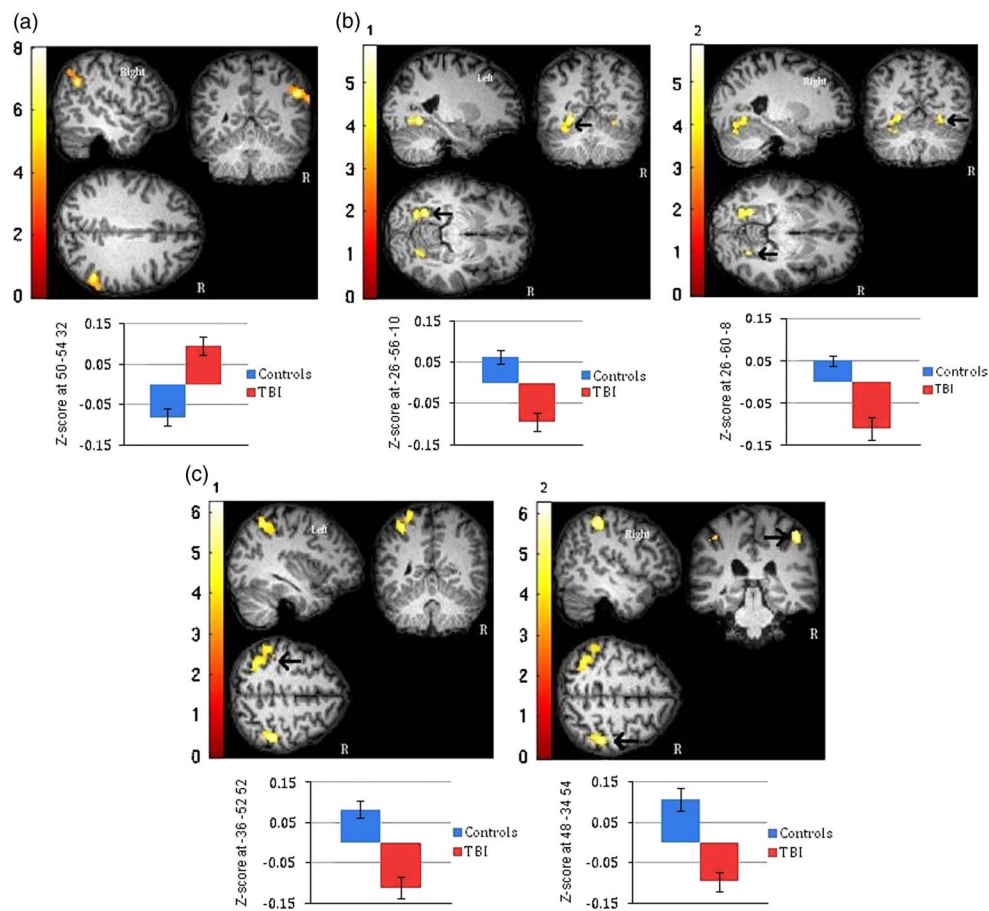 (a)
8
7
6
5
4
3
2
1
0
Right
R
0.15
0.05
-0.05
-0.15
Z-score at 50 -54 32
Controls
TBI
(b)
1
5
4
3
2
1
0
Left
R
0.15
0.05
-0.05
-0.15
Z-score at -26 -56 -10
Controls
TBI
2
5
4
3
2
1
0
Right
R
0.15
0.05
-0.05
-0.15
Z-score at 26 -60 -8
Controls
TBI
(c)
1
6
5
4
3
2
1
0
Left
R
0.15
0.05
-0.05
-0.15
Z-score at -36 -52 52
Controls
TBI
2
6
5
4
3
2
1
0
Right
R
0.15
0.05
-0.05
-0.15
Z-score at 48 -34 54
Controls
TBI